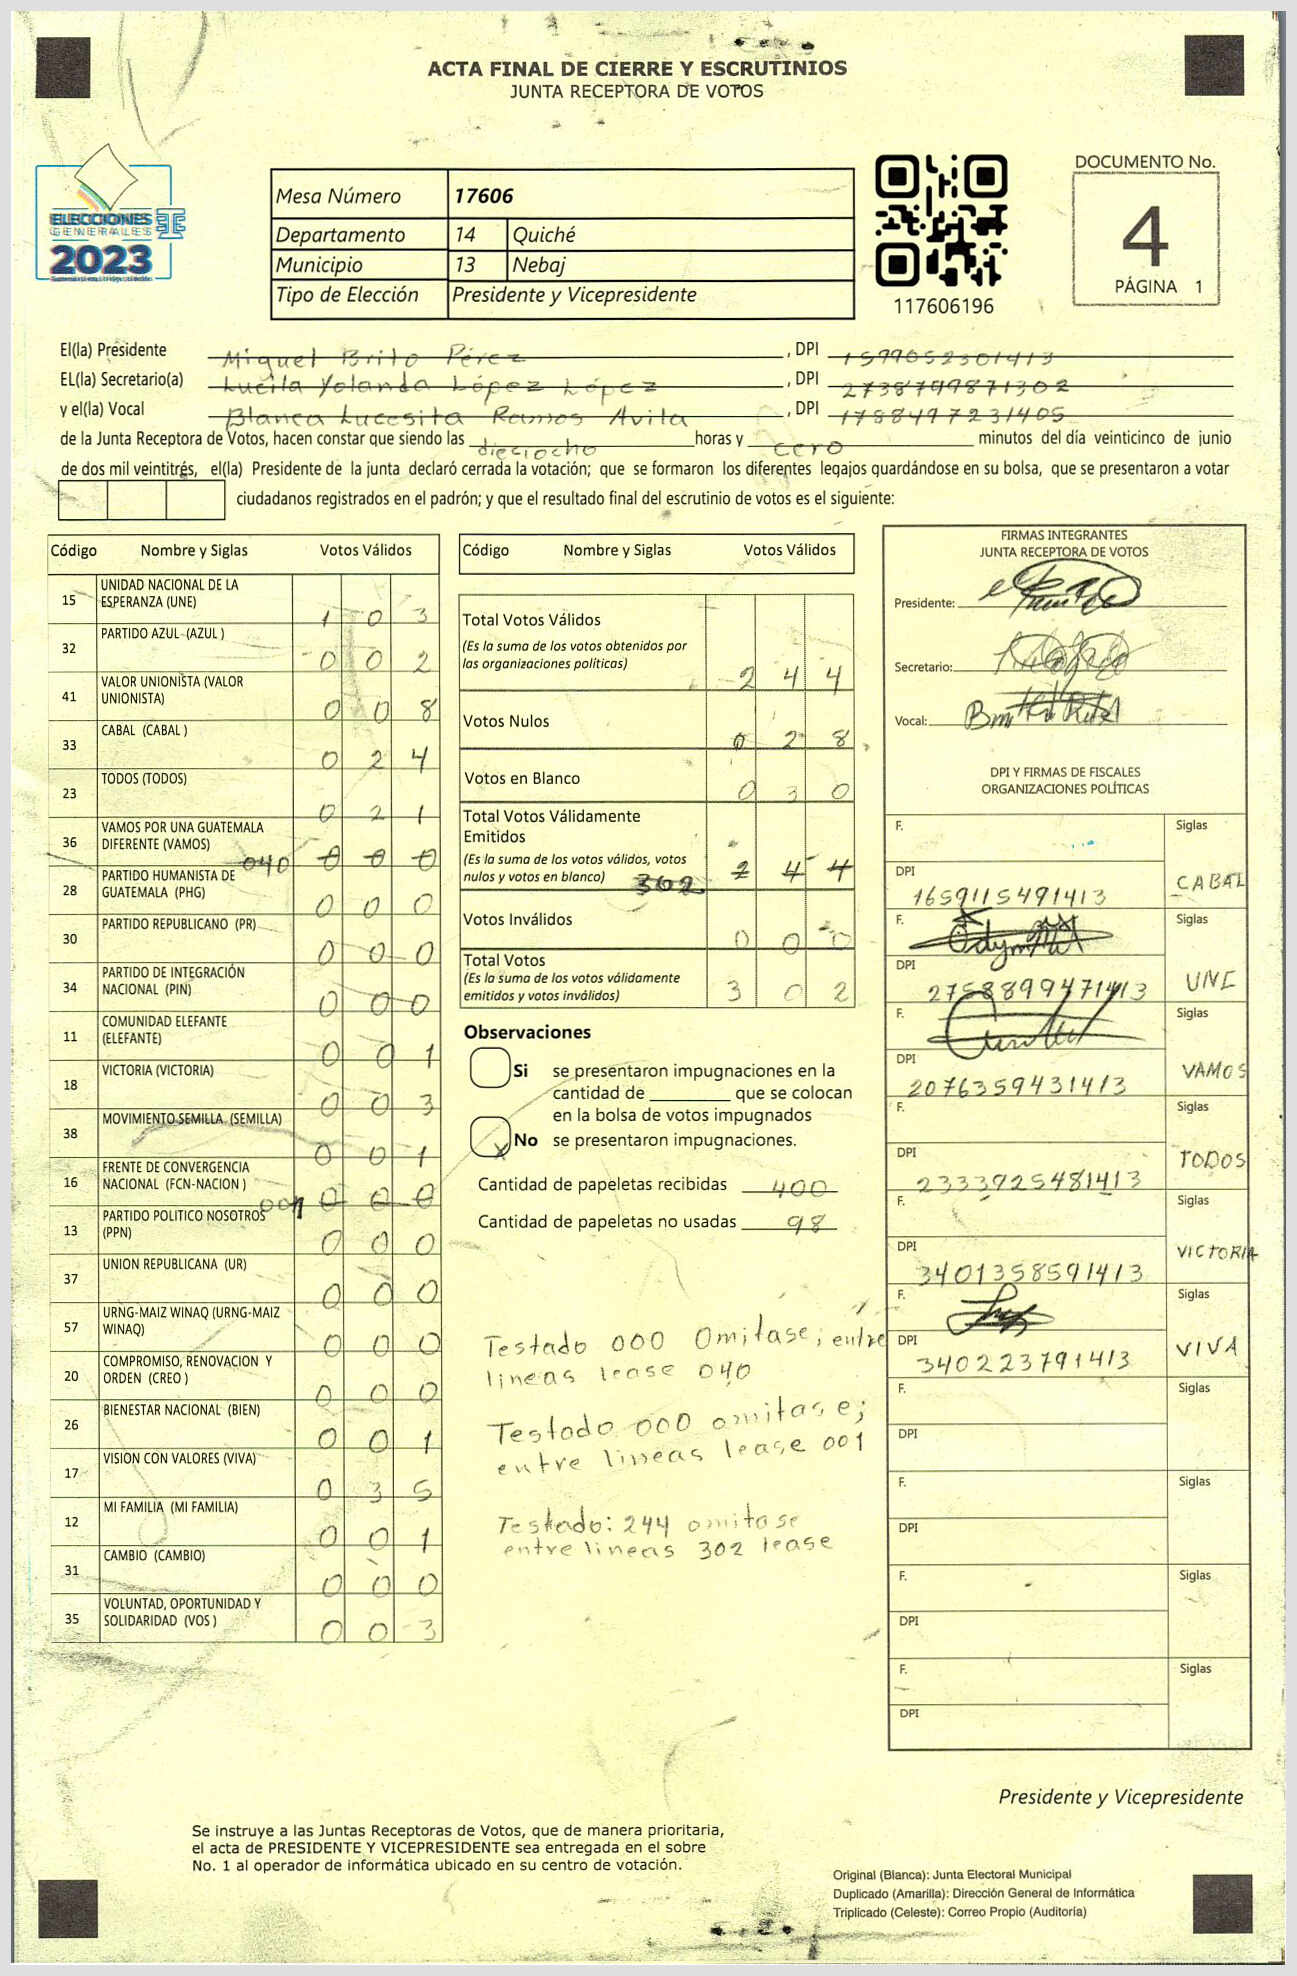 ACTA FINAL DE CIERRE Y ESCRUTINIOS
JUNTA RECEPTORA DE VOTOS
ELECCIONES
GENERALES
2023
Mesa Número 17606
Departamento 14 Quiché
Municipio 13 Nebaj
Tipo de Elección Presidente y Vicepresidente
117606196
DOCUMENTO No.
4
PÁGINA 1
El(la) Presidente Miguel Brito Pérez , DPI 1599052301413
EL(la) Secretario(a) Lucila Yolanda López López , DPI 2738799871302
y el(la) Vocal Blanca Lucesita Ramos Avila , DPI 1788497231405
de la Junta Receptora de Votos, hacen constar que siendo las dieciocho horas y cero minutos del día veinticinco de junio
de dos mil veintitrés, el(la) Presidente de la junta declaró cerrada la votación; que se formaron los diferentes legajos guardándose en su bolsa, que se presentaron a votar
ciudadanos registrados en el padrón; y que el resultado final del escrutinio de votos es el siguiente:
Código Nombre y Siglas Votos Válidos
15 UNIDAD NACIONAL DE LA
ESPERANZA (UNE) 1 0 3
32 PARTIDO AZUL (AZUL ) 0 0 2
41 VALOR UNIONISTA (VALOR
UNIONISTA) 0 0 8
33 CABAL (CABAL ) 0 2 4
23 TODOS (TODOS) 0 2 1
36 VAMOS POR UNA GUATEMALA
DIFERENTE (VAMOS) 040 0 0 0
28 PARTIDO HUMANISTA DE
GUATEMALA (PHG) 0 0 0
30 PARTIDO REPUBLICANO (PR) 0 0 0
34 PARTIDO DE INTEGRACIÓN
NACIONAL (PIN) 0 0 0
11 COMUNIDAD ELEFANTE
(ELEFANTE) 0 0 1
18 VICTORIA (VICTORIA) 0 0 3
38 MOVIMIENTO SEMILLA (SEMILLA) 0 0 1
16 FRENTE DE CONVERGENCIA
NACIONAL (FCN-NACION ) 001 0 0 0
13 PARTIDO POLITICO NOSOTROS
(PPN) 0 0 0
37 UNION REPUBLICANA (UR) 0 0 0
57 URNG-MAIZ WINAQ (URNG-MAIZ
WINAQ) 0 0 0
20 COMPROMISO, RENOVACION Y
ORDEN (CREO ) 0 0 0
26 BIENESTAR NACIONAL (BIEN) 0 0 1
17 VISION CON VALORES (VIVA) 0 3 5
12 MI FAMILIA (MI FAMILIA) 0 0 1
31 CAMBIO (CAMBIO) 0 0 0
35 VOLUNTAD, OPORTUNIDAD Y
SOLIDARIDAD (VOS ) 0 0 3
Código Nombre y Siglas Votos Válidos
Total Votos Válidos
(Es la suma de los votos obtenidos por
las organizaciones políticas) 2 4 4
Votos Nulos 0 2 8
Votos en Blanco 0 3 0
Total Votos Válidamente
Emitidos
(Es la suma de los votos válidos, votos
nulos y votos en blanco) 302 2 4 4
Votos Inválidos 0 0 0
Total Votos
(Es la suma de los votos válidamente
emitidos y votos inválidos) 3 0 2
Observaciones
Si se presentaron impugnaciones en la
cantidad de ________ que se colocan
en la bolsa de votos impugnados
x No se presentaron impugnaciones.
Cantidad de papeletas recibidas 400
Cantidad de papeletas no usadas 98
Testado 000 Omitase; entre
lineas lease 040
Testado 000 omitase;
entre lineas lease 001
Testado: 244 omitase
entre lineas 302 lease
FIRMAS INTEGRANTES
JUNTA RECEPTORA DE VOTOS
Presidente:
Secretario:
Vocal:
DPI Y FIRMAS DE FISCALES
ORGANIZACIONES POLÍTICAS
F. Siglas
DPI 1659115491413 CABAL
F. Siglas
DPI 2758899471413 UNE
F. Siglas
DPI 2076359431413 VAMOS
F. Siglas
DPI 2333925481413 TODOS
F. Siglas
DPI 3401358591413 VICTORIA
F. Siglas
DPI 340223791413 VIVA
F. Siglas
DPI
F. Siglas
DPI
F. Siglas
DPI
F. Siglas
DPI
Presidente y Vicepresidente
Se instruye a las Juntas Receptoras de Votos, que de manera prioritaria,
el acta de PRESIDENTE Y VICEPRESIDENTE sea entregada en el sobre
No. 1 al operador de informática ubicado en su centro de votación.
Original (Blanca): Junta Electoral Municipal
Duplicado (Amarilla): Dirección General de Informática
Triplicado (Celeste): Correo Propio (Auditoría)